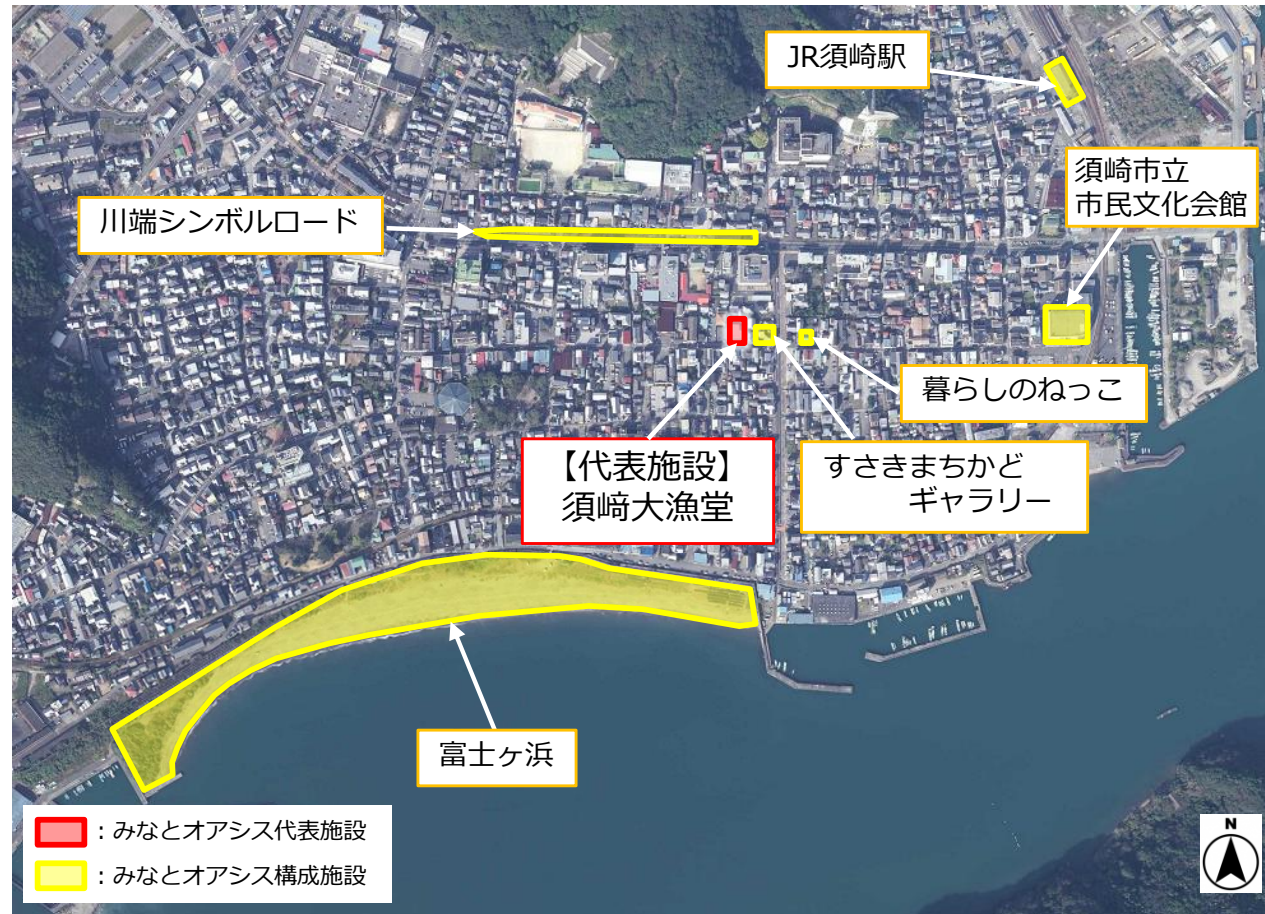 JR須崎駅
須崎市立
市民文化会館
川端シンボルロード
暮らしのねっこ
【代表施設】
須﨑大漁堂
すさきまちかど
ギャラリー
富士ヶ浜
：みなとオアシス代表施設
：みなとオアシス構成施設
N